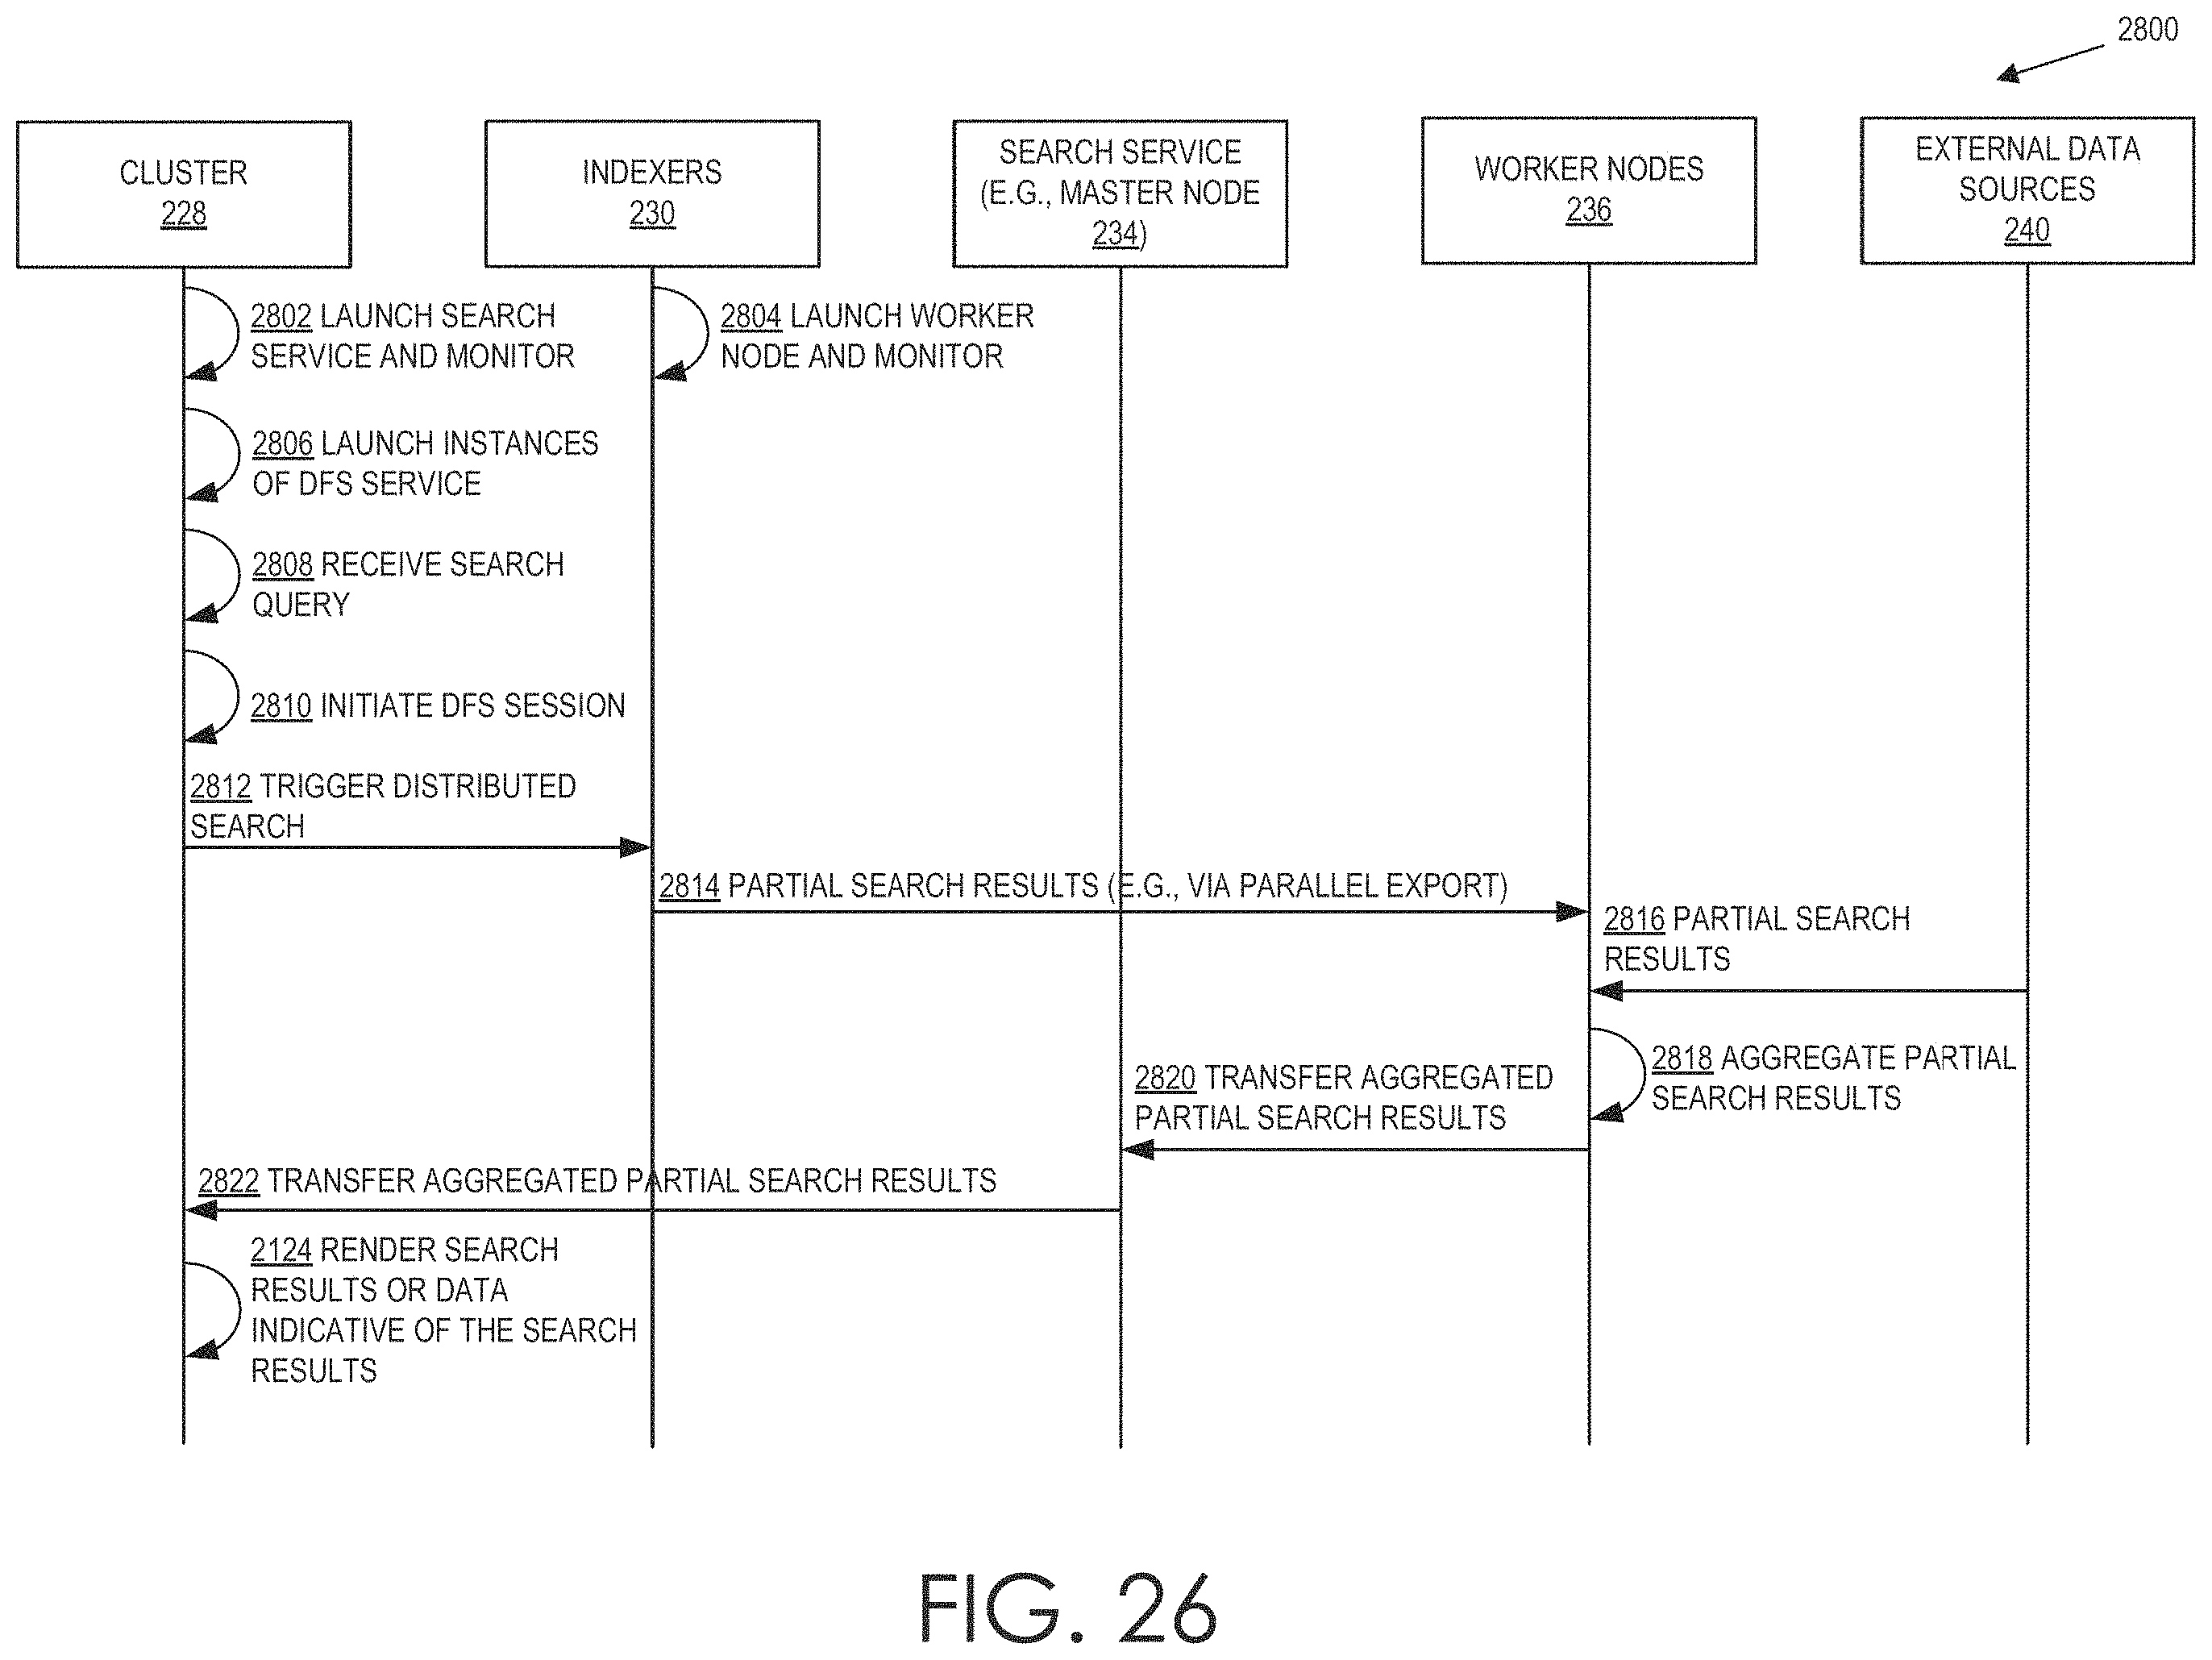 2800
CLUSTER
228
INDEXERS
230
SEARCH SERVICE
(E.G., MASTER NODE
234)
WORKER NODES
236
EXTERNAL DATA
SOURCES
240
2802 LAUNCH SEARCH
SERVICE AND MONITOR
2804 LAUNCH WORKER
NODE AND MONITOR
2806 LAUNCH INSTANCES
OF DFS SERVICE
2808 RECEIVE SEARCH
QUERY
2810 INITIATE DFS SESSION
2812 TRIGGER DISTRIBUTED
SEARCH
2814 PARTIAL SEARCH RESULTS (E.G., VIA PARALLEL EXPORT)
2816 PARTIAL SEARCH
RESULTS
2818 AGGREGATE PARTIAL
SEARCH RESULTS
2820 TRANSFER AGGREGATED
PARTIAL SEARCH RESULTS
2822 TRANSFER AGGREGATED PARTIAL SEARCH RESULTS
2124 RENDER SEARCH
RESULTS OR DATA
INDICATIVE OF THE SEARCH
RESULTS
FIG. 26